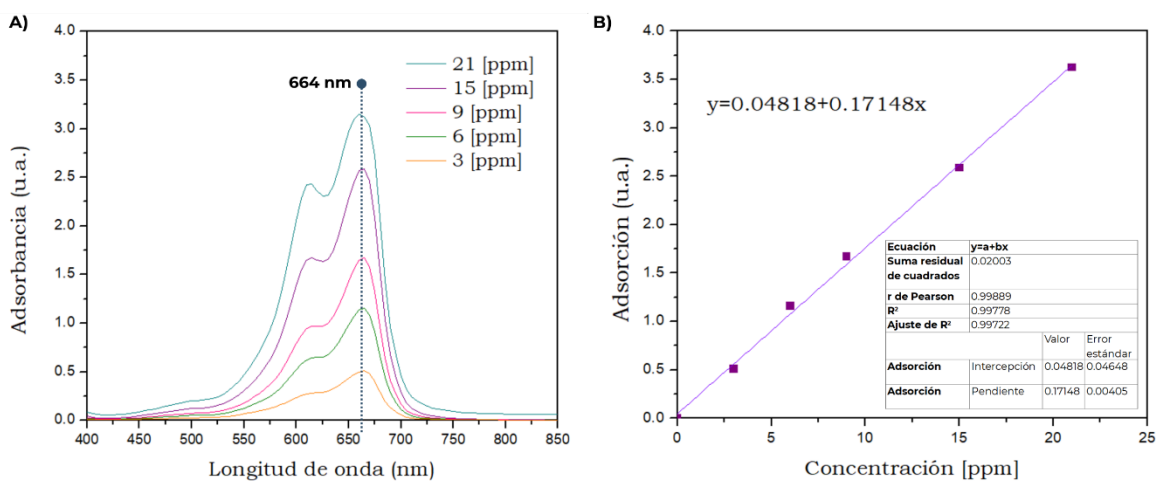 A)
Adsorbancia (u.a.)
4.0
3.5
3.0
2.5
2.0
1.5
1.0
0.5
0.0
664 nm
21 [ppm]
15 [ppm]
9 [ppm]
6 [ppm]
3 [ppm]
400 450 500 550 600 650 700 750 800 850
Longitud de onda (nm)
B)
Adsorción (u.a.)
4.0
3.5
3.0
2.5
2.0
1.5
1.0
0.5
0.0
y=0.04818+0.17148x
Ecuación y=a+bx
Suma residual de cuadrados 0.02003
r de Pearson 0.99889
R² 0.99778
Ajuste de R² 0.99722
Valor Error estándar
Adsorción Intercepción 0.04818 0.04648
Adsorción Pendiente 0.17148 0.00405
0 5 10 15 20 25
Concentración [ppm]